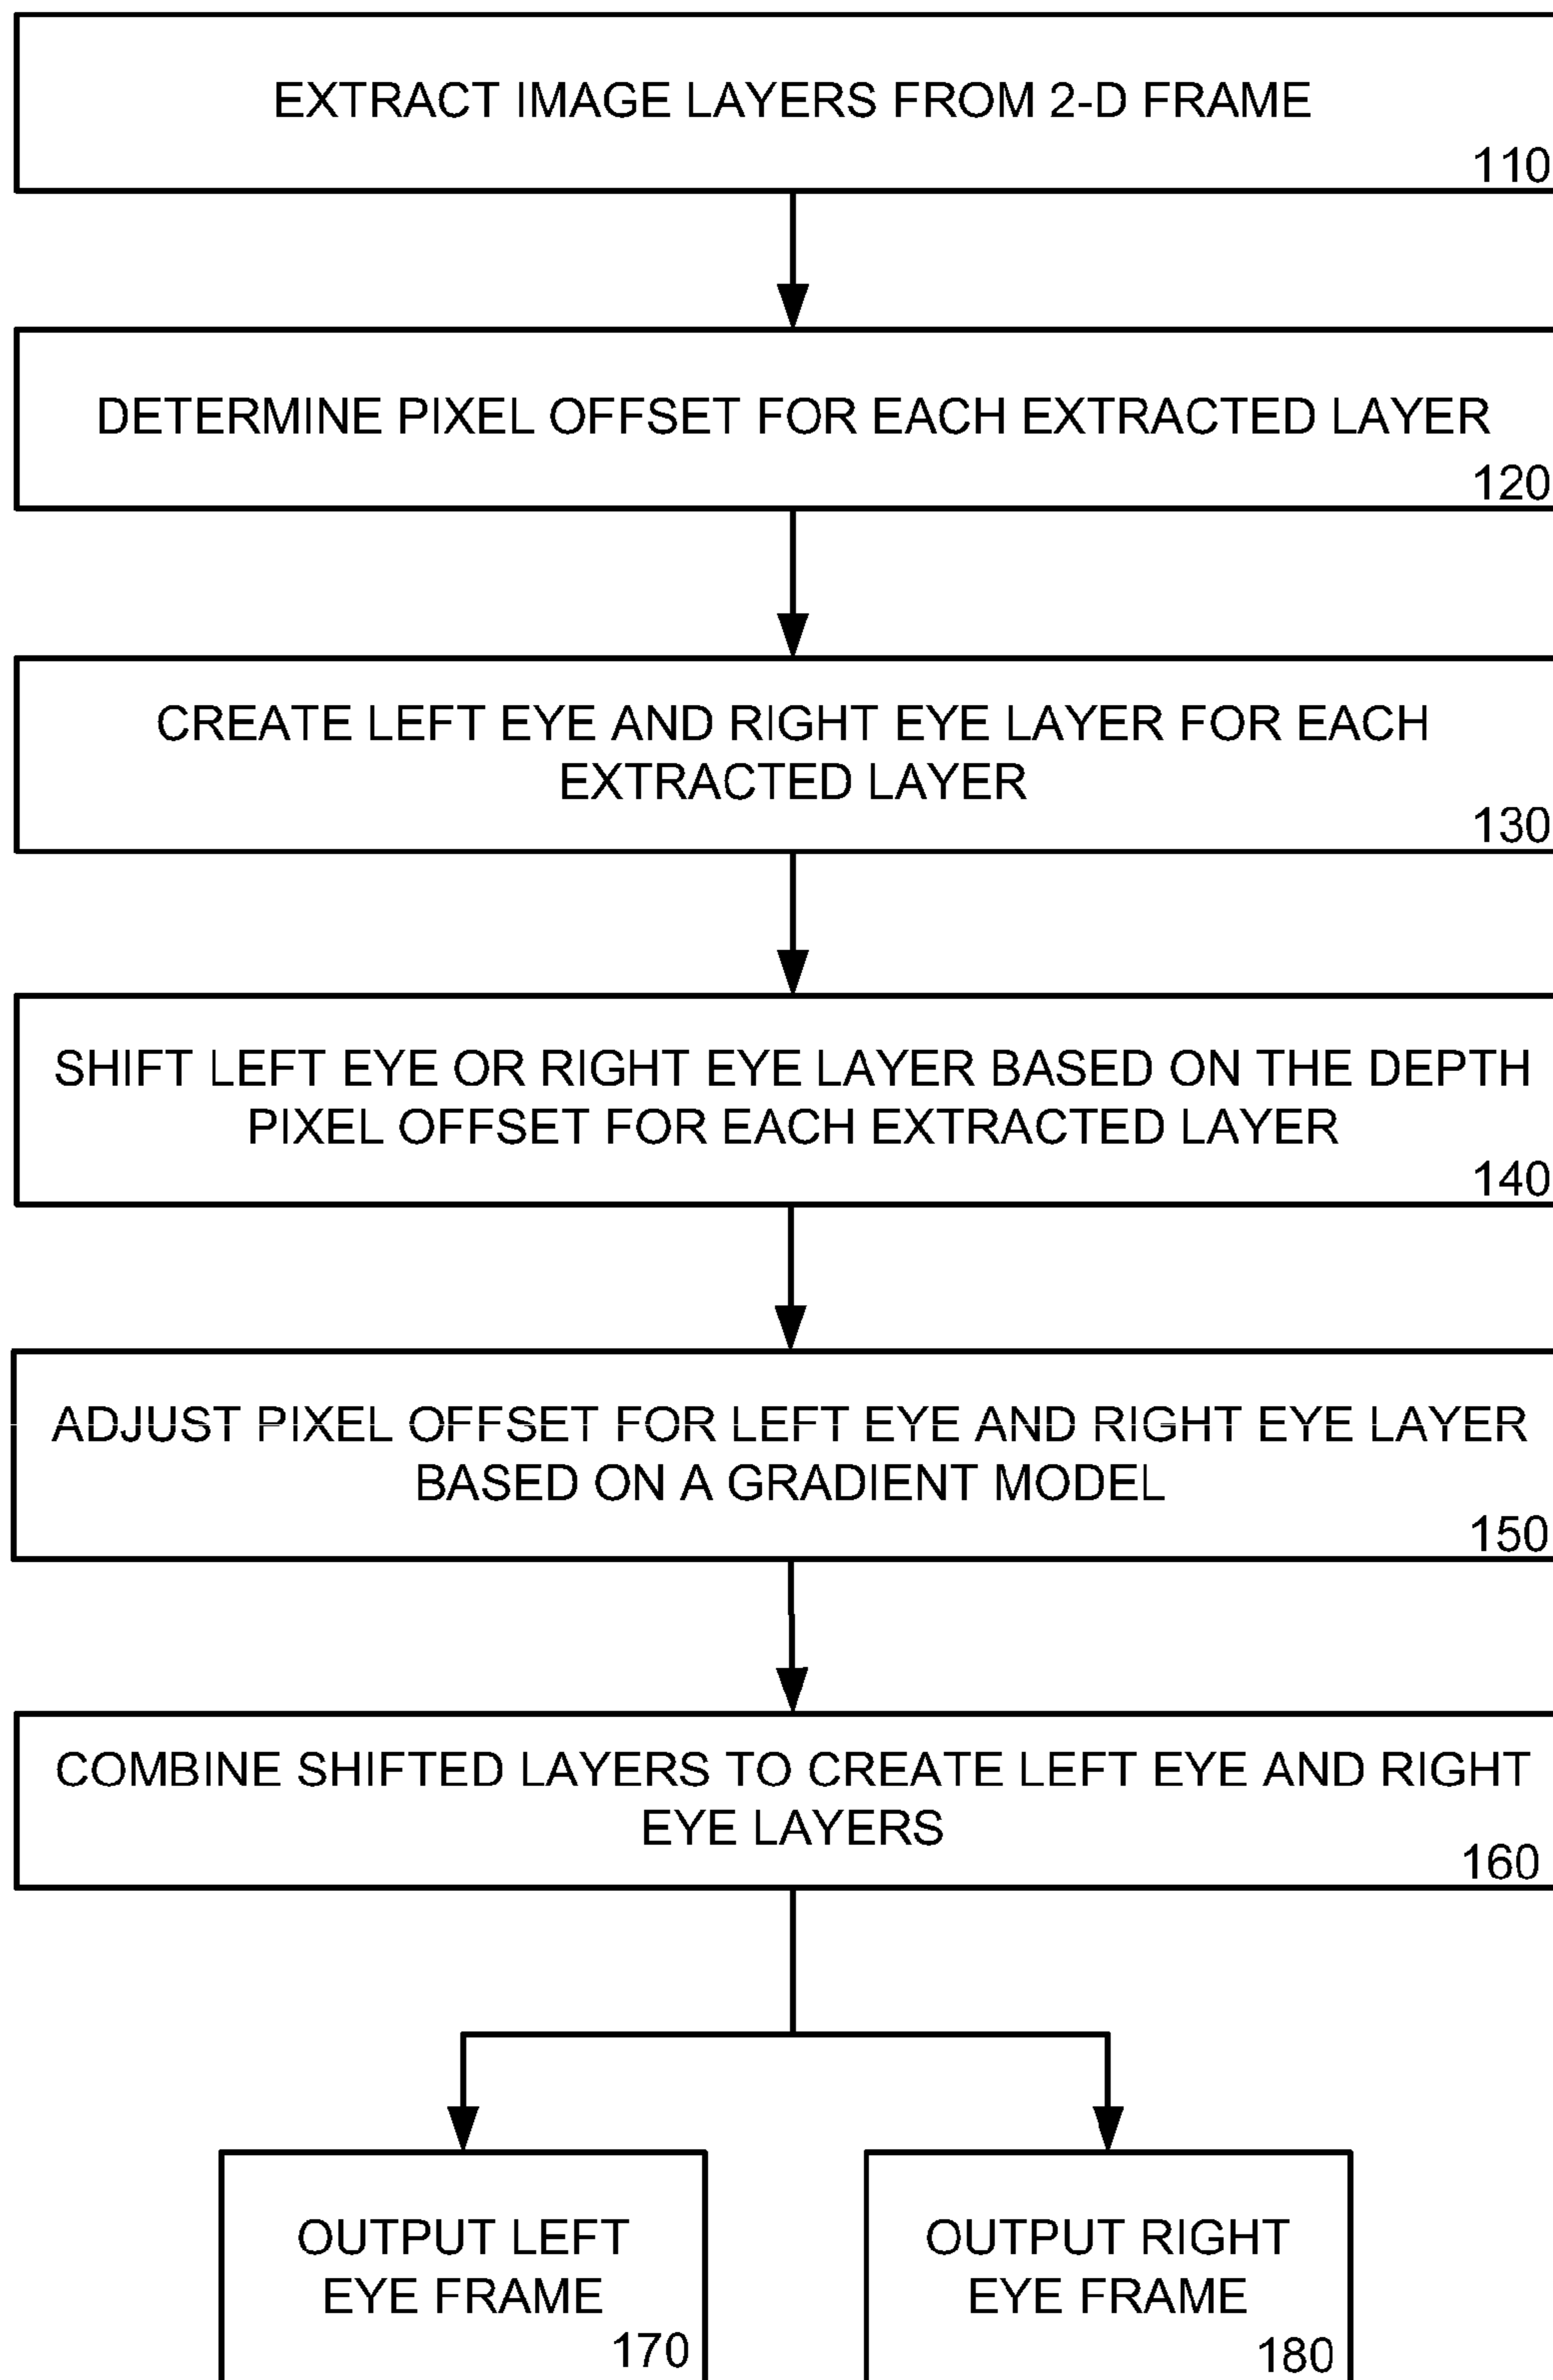 EXTRACT IMAGE LAYERS FROM 2-D FRAME
110
DETERMINE PIXEL OFFSET FOR EACH EXTRACTED LAYER
120
CREATE LEFT EYE AND RIGHT EYE LAYER FOR EACH
EXTRACTED LAYER
130
SHIFT LEFT EYE OR RIGHT EYE LAYER BASED ON THE DEPTH
PIXEL OFFSET FOR EACH EXTRACTED LAYER
140
ADJUST PIXEL OFFSET FOR LEFT EYE AND RIGHT EYE LAYER
BASED ON A GRADIENT MODEL
150
COMBINE SHIFTED LAYERS TO CREATE LEFT EYE AND RIGHT
EYE LAYERS
160
OUTPUT LEFT
EYE FRAME
170
OUTPUT RIGHT
EYE FRAME
180